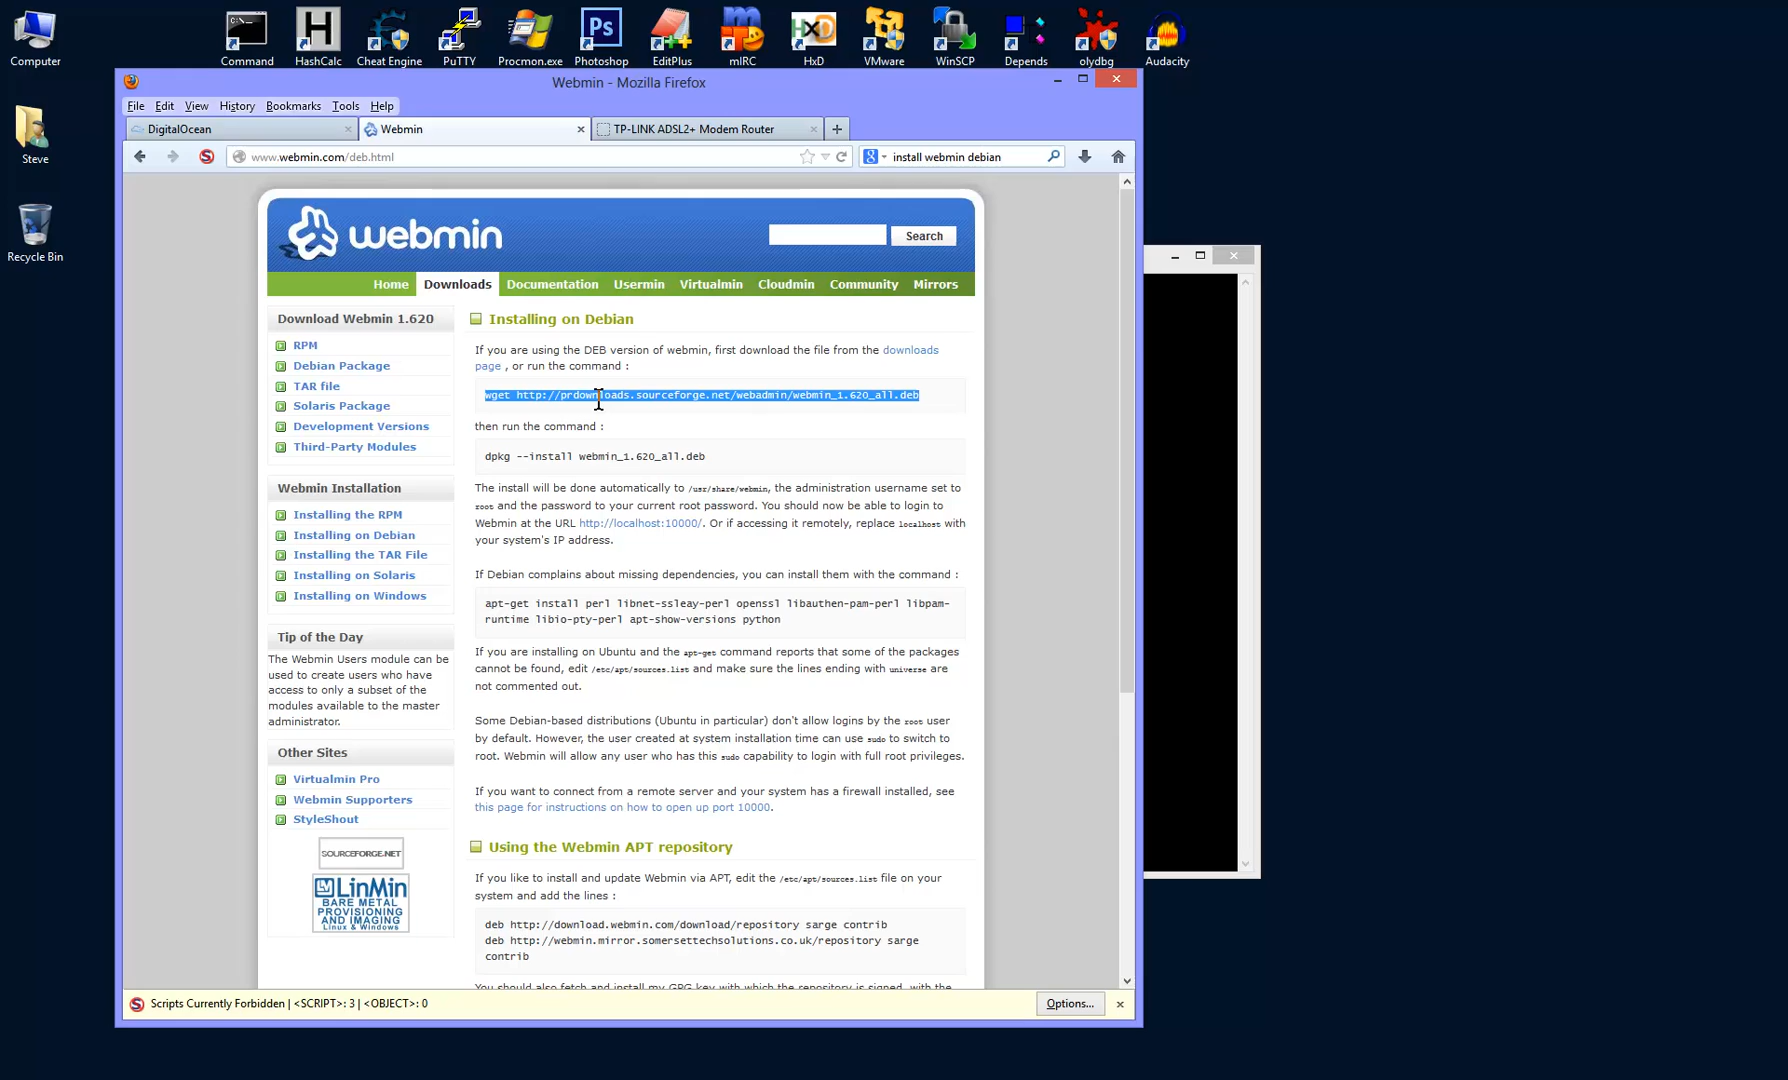 Computer
Command
HashCalc
Cheat Engine
PuTTY
Procmon.exe
Photoshop
EditPlus
mIRC
HxD
VMware
WinSCP
Depends
olydbg
Audacity
Steve
Recycle Bin
Webmin - Mozilla Firefox
File Edit View History Bookmarks Tools Help
DigitalOcean
Webmin
TP-LINK ADSL2+ Modem Router
www.webmin.com/deb.html
install webmin debian
webmin
Search
Home Downloads Documentation Usermin Virtualmin Cloudmin Community Mirrors
Download Webmin 1.620
RPM
Debian Package
TAR file
Solaris Package
Development Versions
Third-Party Modules
Webmin Installation
Installing the RPM
Installing on Debian
Installing the TAR File
Installing on Solaris
Installing on Windows
Tip of the Day
The Webmin Users module can be
used to create users who have
access to only a subset of the
modules available to the master
administrator.
Other Sites
Virtualmin Pro
Webmin Supporters
StyleShout
SOURCEFORGE.NET
LinMin
BARE METAL
PROVISIONING
AND IMAGING
Linux & Windows
Installing on Debian
If you are using the DEB version of webmin, first download the file from the downloads
page , or run the command :
wget http://prdownloads.sourceforge.net/webadmin/webmin_1.620_all.deb
then run the command :
dpkg --install webmin_1.620_all.deb
The install will be done automatically to /usr/share/webmin, the administration username set to
root and the password to your current root password. You should now be able to login to
Webmin at the URL http://localhost:10000/. Or if accessing it remotely, replace localhost with
your system's IP address.
If Debian complains about missing dependencies, you can install them with the command :
apt-get install perl libnet-ssleay-perl openssl libauthen-pam-perl libpam-
runtime libio-pty-perl apt-show-versions python
If you are installing on Ubuntu and the apt-get command reports that some of the packages
cannot be found, edit /etc/apt/sources.list and make sure the lines ending with universe are
not commented out.
Some Debian-based distributions (Ubuntu in particular) don't allow logins by the root user
by default. However, the user created at system installation time can use sudo to switch to
root. Webmin will allow any user who has this sudo capability to login with full root privileges.
If you want to connect from a remote server and your system has a firewall installed, see
this page for instructions on how to open up port 10000.
Using the Webmin APT repository
If you like to install and update Webmin via APT, edit the /etc/apt/sources.list file on your
system and add the lines :
deb http://download.webmin.com/download/repository sarge contrib
deb http://webmin.mirror.somersettechsolutions.co.uk/repository sarge
contrib
You should also fetch and install my GPG key with which the repository is signed, with the
Scripts Currently Forbidden | <SCRIPT>: 3 | <OBJECT>: 0
Options...